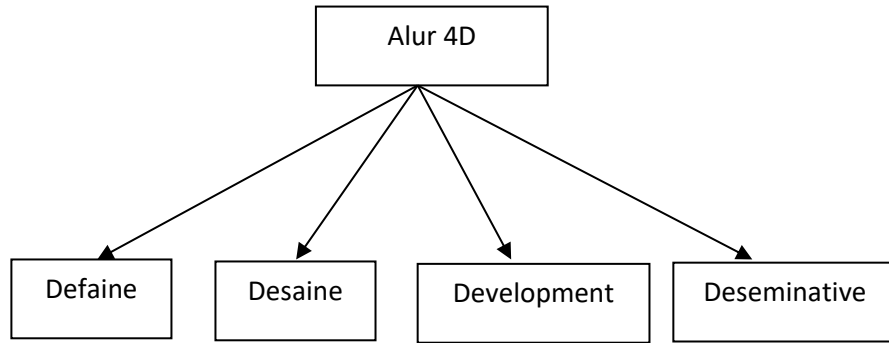 Alur 4D
Defaine
Desaine
Development
Deseminative